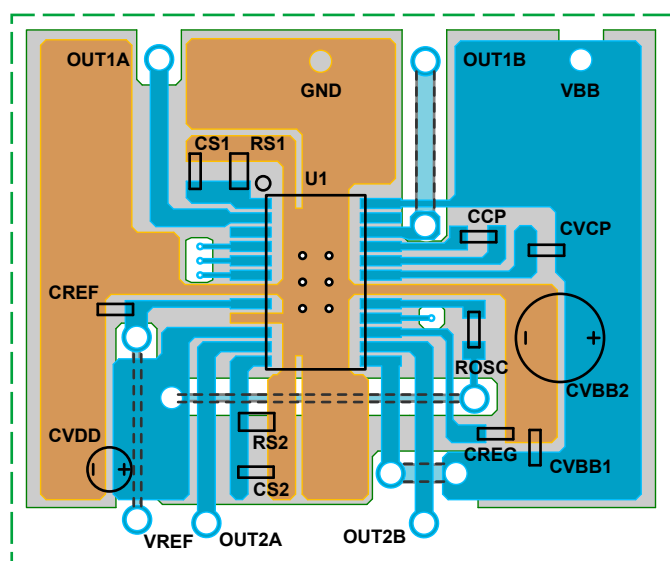 OUT1A
OUT1B
GND
VBB
CS1 RS1
U1
CCP
CVCP
CREF
- +
ROSC
CVBB2
CVDD
- +
RS2
CREG
CVBB1
CS2
VREF
OUT2A
OUT2B